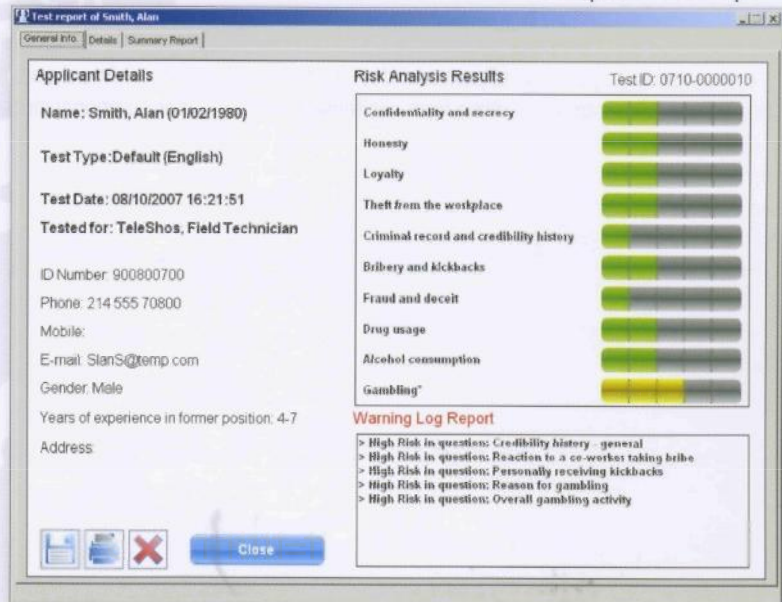 Test report of Smith, Alan
General Info.
Details
Summary Report
Applicant Details
Name: Smith, Alan (01/02/1980)
Test Type:Default (English)
Test Date: 08/10/2007 16:21:51
Tested for: TeleShos, Field Technician
ID Number: 900800700
Phone: 214 555 70800
Mobile:
E-mail: SlanS@temp.com
Gender: Male
Years of experience in former position: 4-7
Address:
Close
Risk Analysis Results
Test ID: 0710-0000010
Confidentiality and secrecy
Honesty
Loyalty
Theft from the workplace
Criminal record and credibility history
Bribery and kickbacks
Fraud and deceit
Drug usage
Alcohol consumption
Gambling*
Warning Log Report
> High Risk in question: Credibility history - general
> High Risk in question: Reaction to a co-worker taking bribe
> High Risk in question: Personally receiving kickbacks
> High Risk in question: Reason for gambling
> High Risk in question: Overall gambling activity